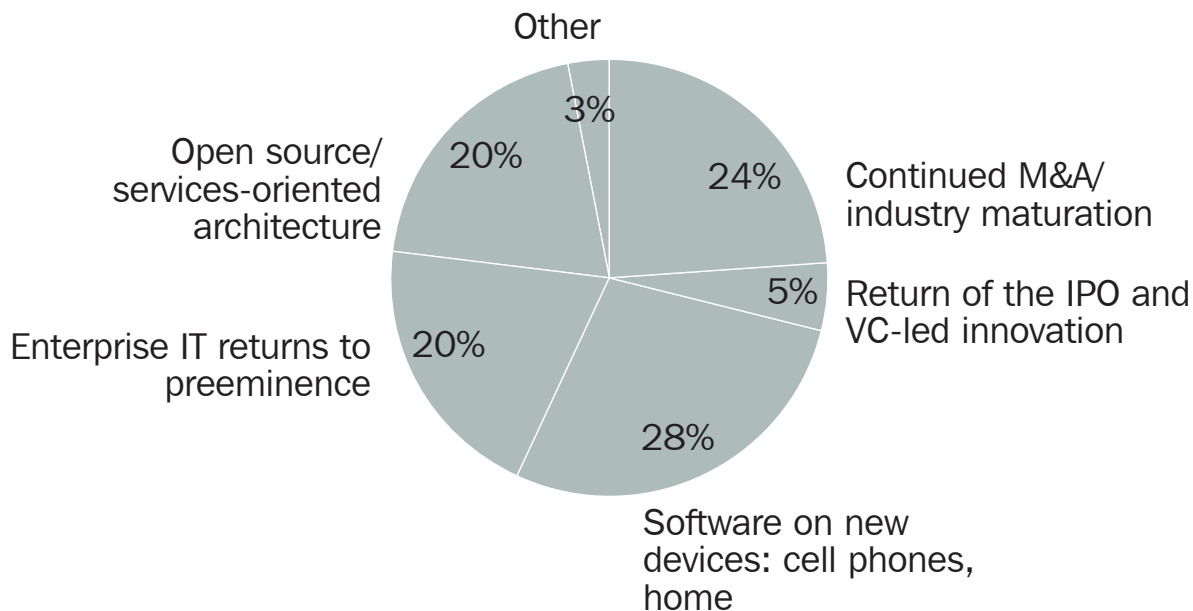 Other
3%
20%
24%
Open source/
services-oriented
architecture
Continued M&A/
industry maturation
5%
Return of the IPO and
VC-led innovation
Enterprise IT returns to
preeminence
20%
28%
Software on new
devices: cell phones,
home